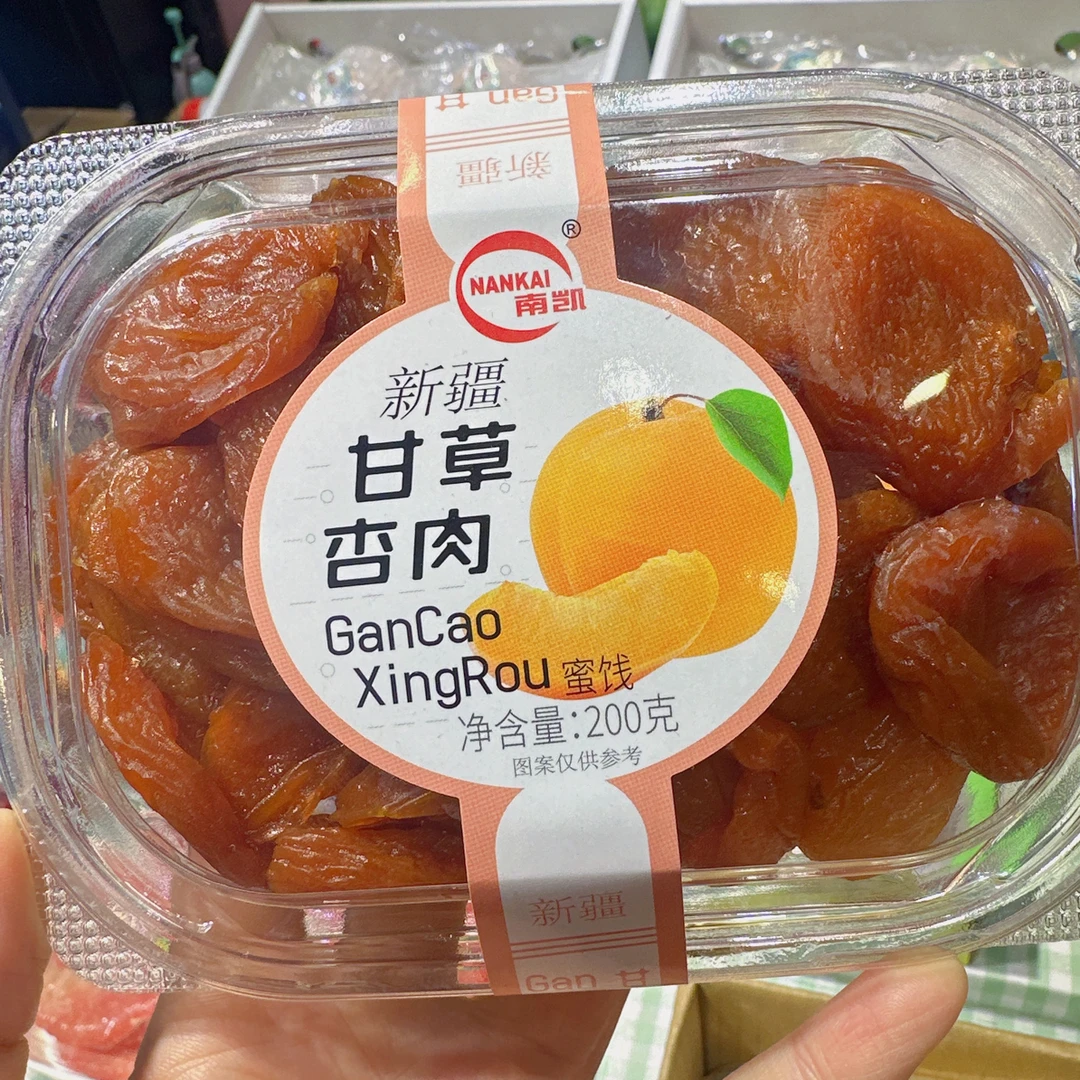 Gan 甘
新疆
®
NANKAI
南凯
新疆
甘草
杏肉
GanCao
XingRou 蜜饯
净含量:200克
图案仅供参考
新疆
Gan 甘